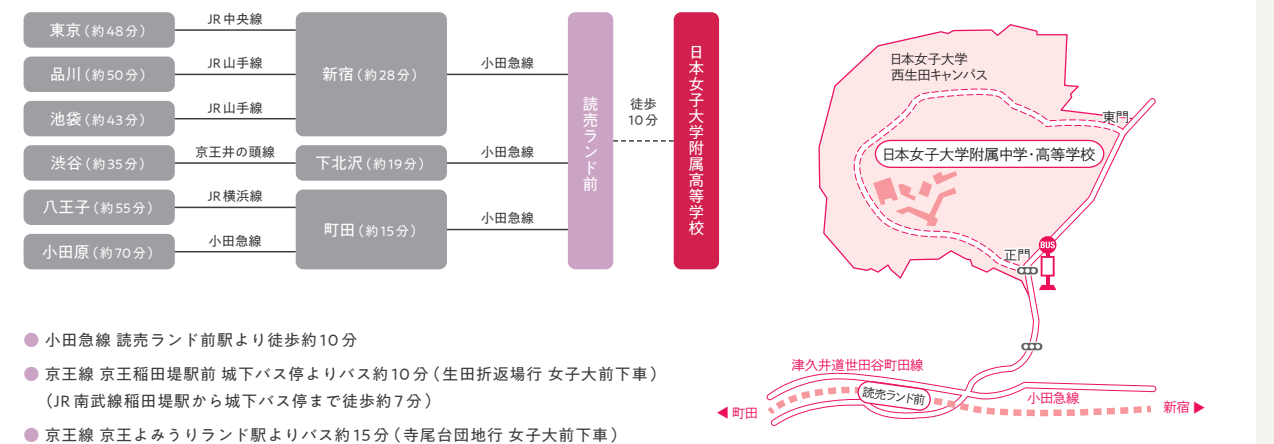 東京(約48分)
JR中央線
品川(約50分)
JR山手線
池袋(約43分)
JR山手線
新宿(約28分)
小田急線
渋谷(約35分)
京王井の頭線
下北沢(約19分)
小田急線
八王子(約55分)
JR横浜線
小田原(約70分)
小田急線
町田(約15分)
小田急線
読売ランド前
徒歩
10分
日本女子大学附属高等学校
小田急線 読売ランド前駅より徒歩約10分
京王線 京王稲田堤駅前 城下バス停よりバス約10分(生田折返場行 女子大前下車)
(JR南武線稲田堤駅から城下バス停まで徒歩約7分)
京王線 京王よみうりランド駅よりバス約15分(寺尾台団地行 女子大前下車)
日本女子大学
西生田キャンパス
東門
日本女子大学附属中学・高等学校
正門
BUS
津久井道世田谷町田線
読売ランド前
小田急線
町田
新宿